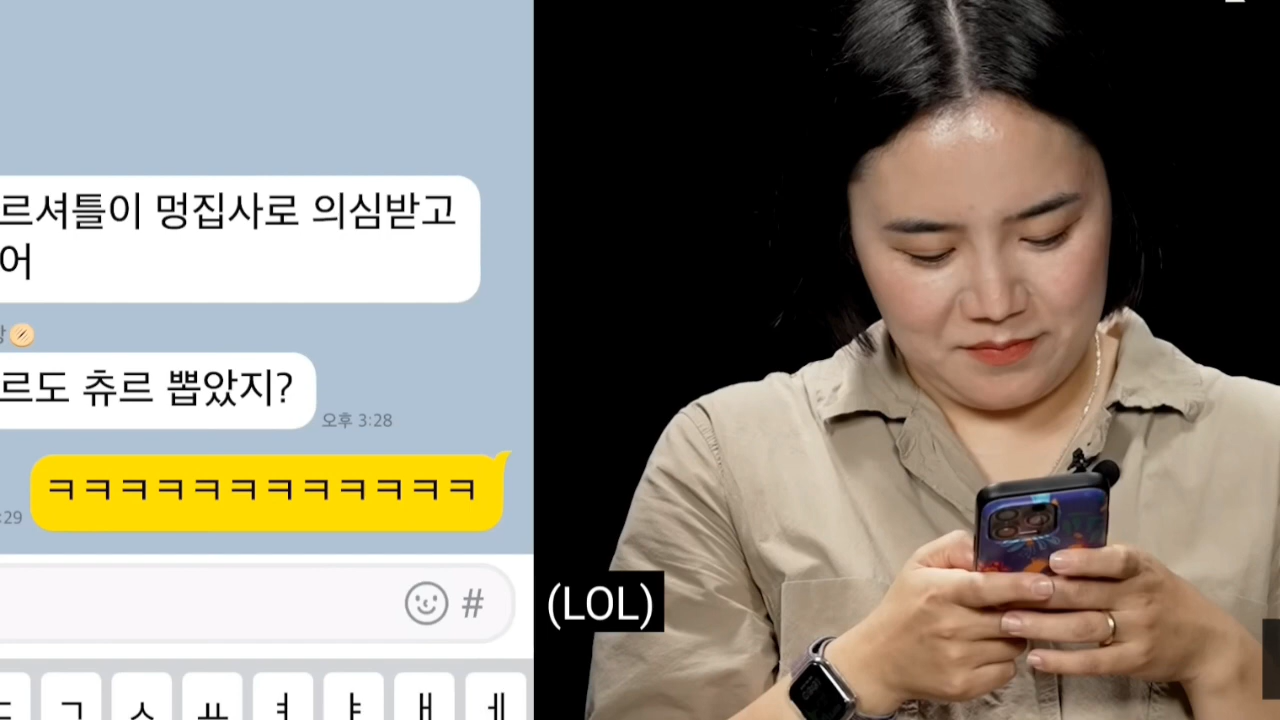 르셔틀이 멍집사로 의심받고
어
르도 츄르 뽑았지?
오후 3:28
:29
ㅋㅋㅋㅋㅋㅋㅋㅋㅋㅋㅋㅋ
#
(LOL)
ㄱ ㅅ ㅛ ㅕ ㅑ ㅐ ㅔ